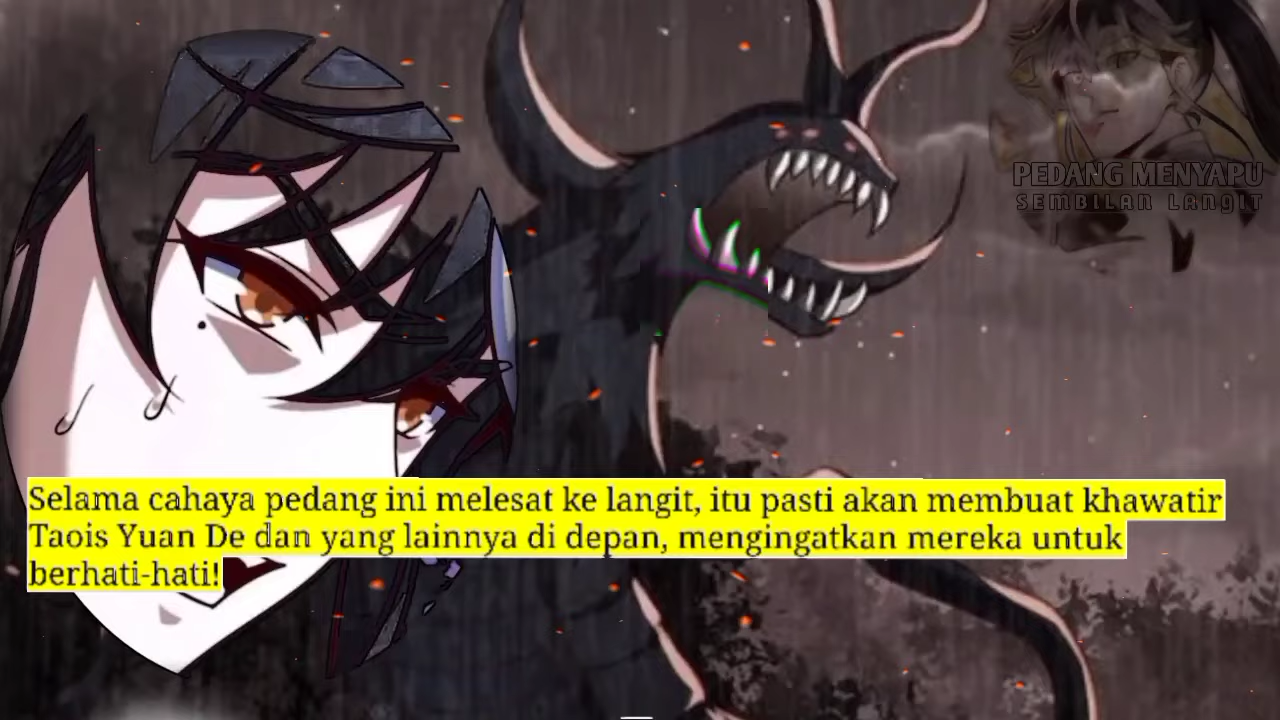 PEDANG MENYAPU
SEMBILAN LANGIT
Selama cahaya pedang ini melesat ke langit, itu pasti akan membuat khawatir
Taois Yuan De dan yang lainnya di depan, mengingatkan mereka untuk
berhati-hati!